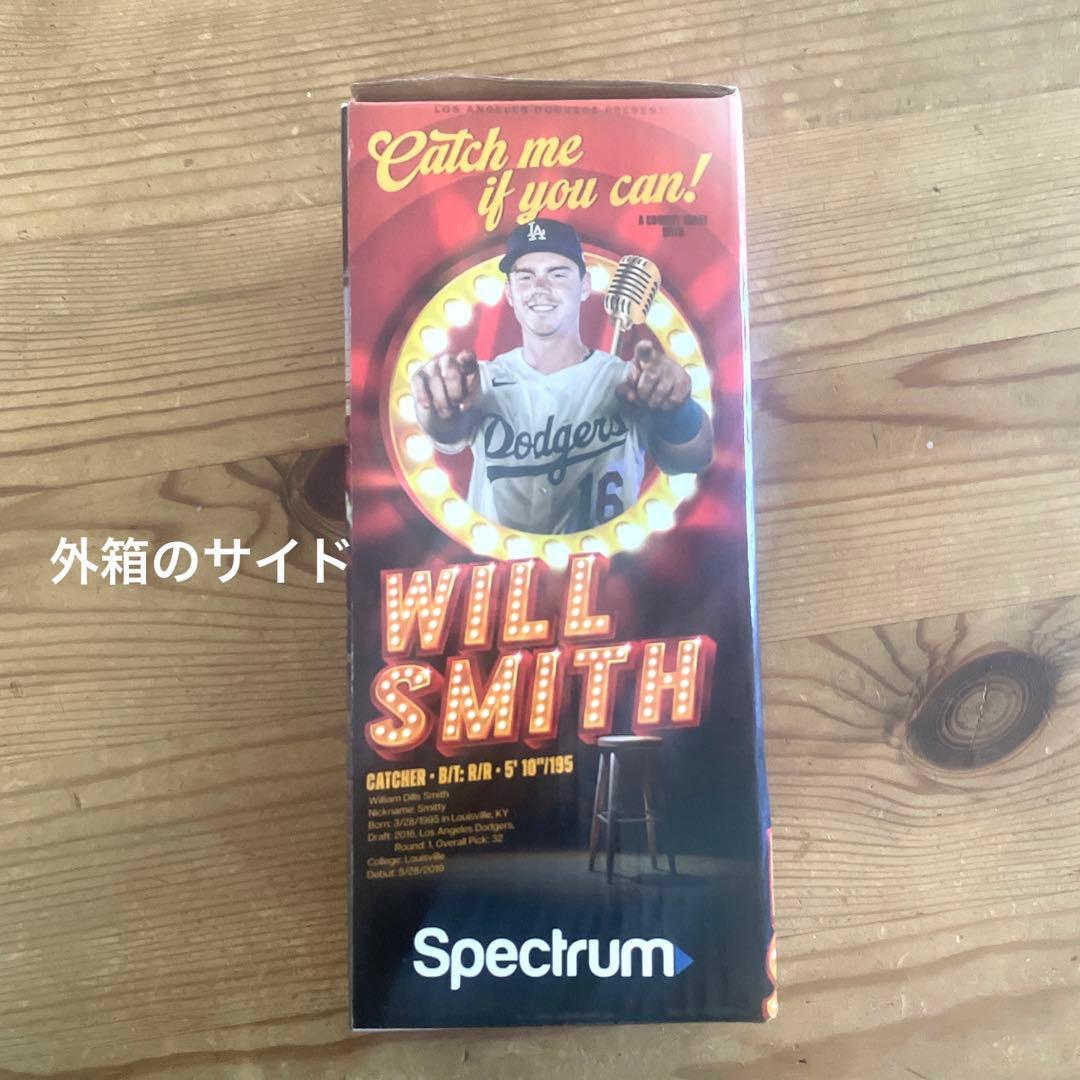 LOS ANGELES DODGERS PRESENT
Catch me
if you can!
A COMEDY NIGHT
WITH
LA
Dodgers
16
外箱のサイド
WILL
SMITH
CATCHER • B/T: R/R • 5' 10"/195
William Dills Smith
Nickname: Smitty
Born: 3/28/1995 in Louisville, KY
Draft: 2016, Los Angeles Dodgers,
Round: 1, Overall Pick: 32
College: Louisville
Debut: 5/28/2019
Spectrum